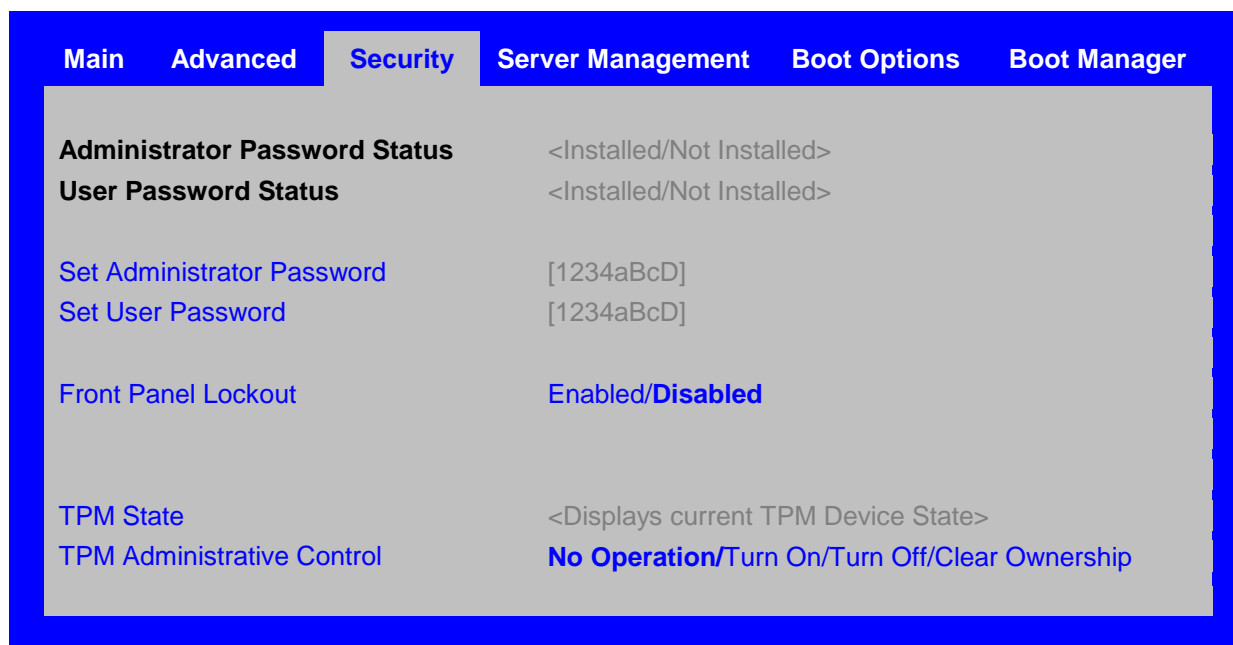 Main Advanced Security Server Management Boot Options Boot Manager
Administrator Password Status <Installed/Not Installed>
User Password Status <Installed/Not Installed>
Set Administrator Password [1234aBcD]
Set User Password [1234aBcD]
Front Panel Lockout Enabled/Disabled
TPM State <Displays current TPM Device State>
TPM Administrative Control No Operation/Turn On/Turn Off/Clear Ownership